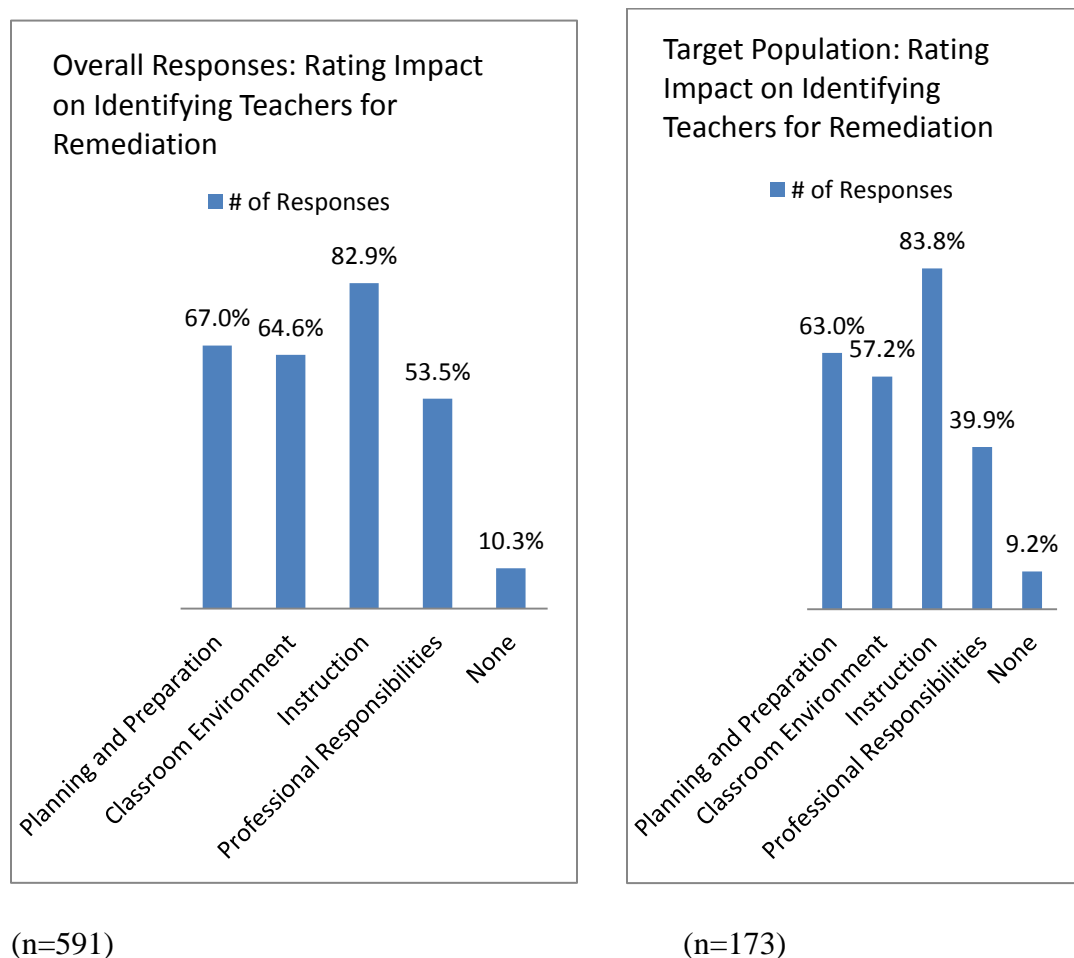 Overall Responses: Rating Impact
on Identifying Teachers for
Remediation
# of Responses
82.9%
67.0%
64.6%
53.5%
10.3%
Planning and Preparation
Classroom Environment
Instruction
Professional Responsibilities
None
(n=591)
Target Population: Rating
Impact on Identifying
Teachers for Remediation
# of Responses
83.8%
63.0%
57.2%
39.9%
9.2%
Planning and Preparation
Classroom Environment
Instruction
Professional Responsibilities
None
(n=173)